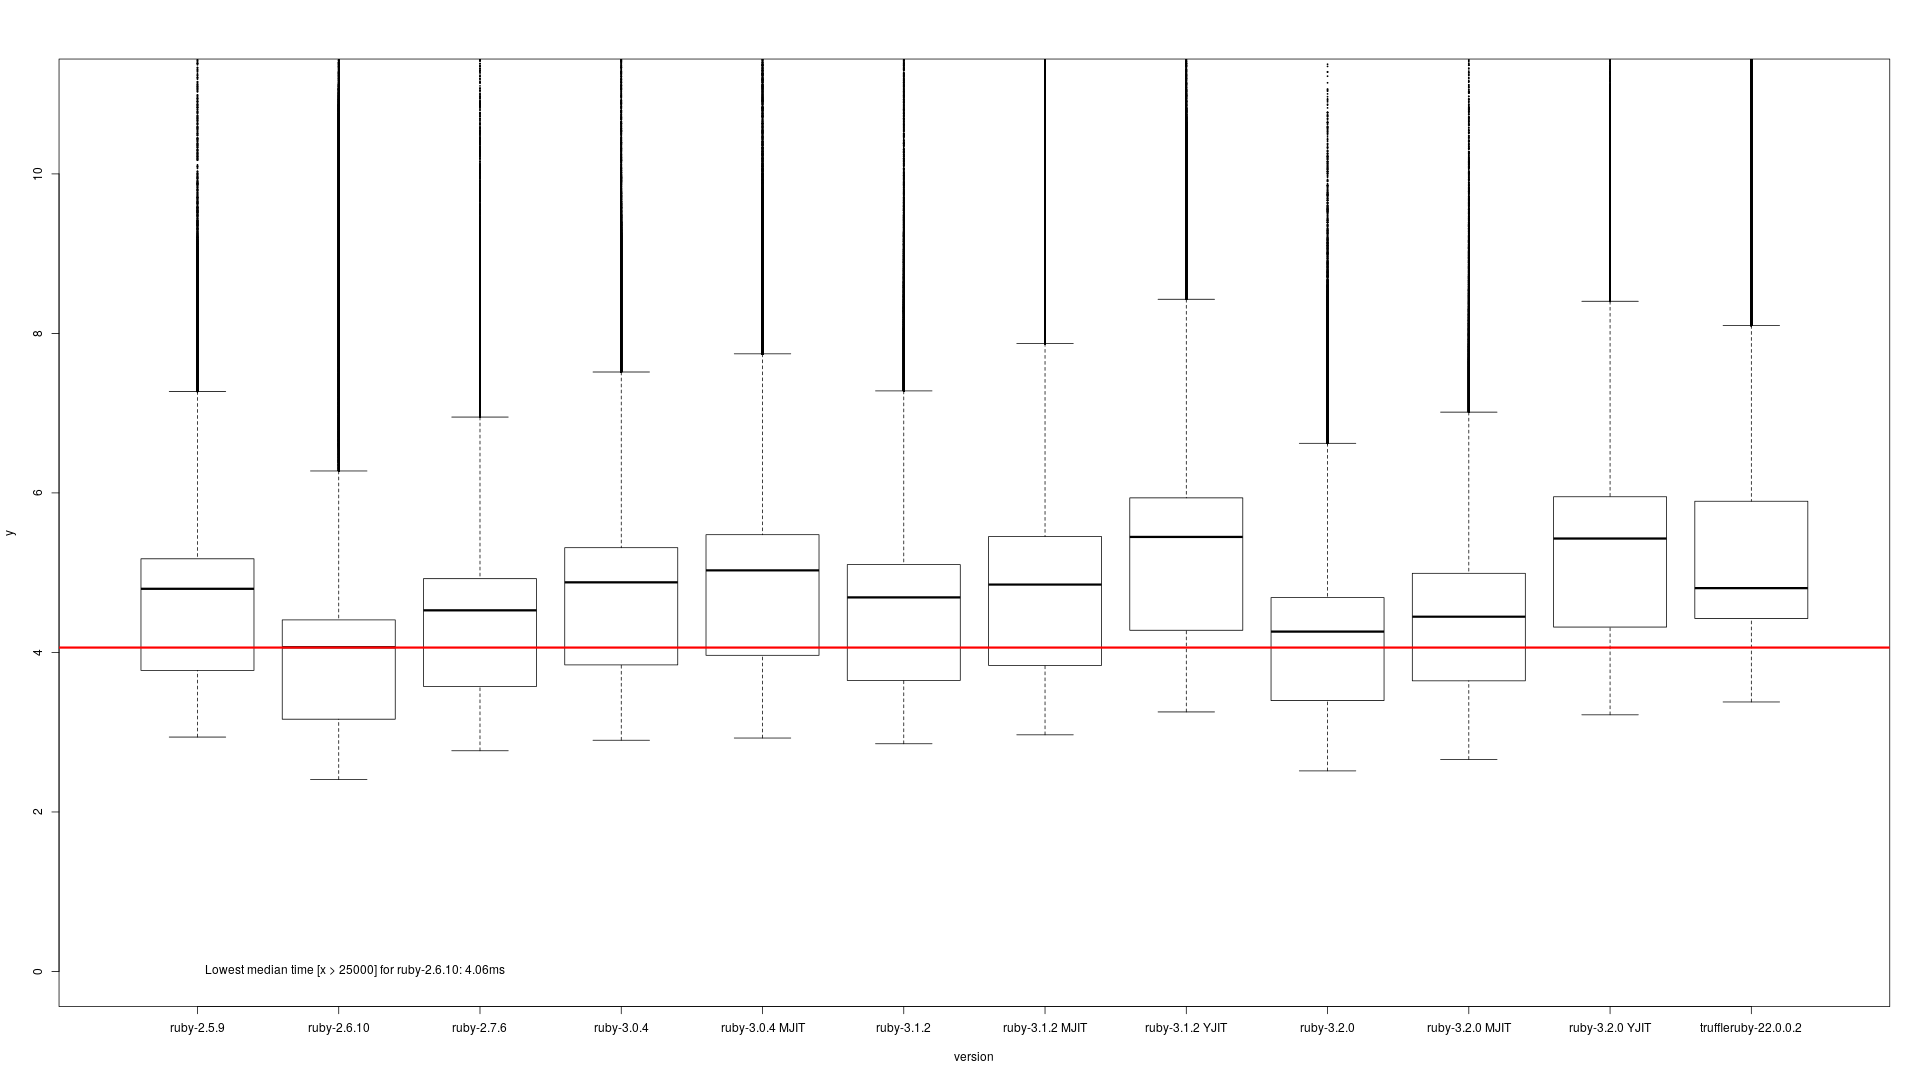 10
8
6
y
4
2
0
Lowest median time [x > 25000] for ruby-2.6.10: 4.06ms
ruby-2.5.9 ruby-2.6.10 ruby-2.7.6 ruby-3.0.4 ruby-3.0.4 MJIT ruby-3.1.2 ruby-3.1.2 MJIT ruby-3.1.2 YJIT ruby-3.2.0 ruby-3.2.0 MJIT ruby-3.2.0 YJIT truffleruby-22.0.0.2
version